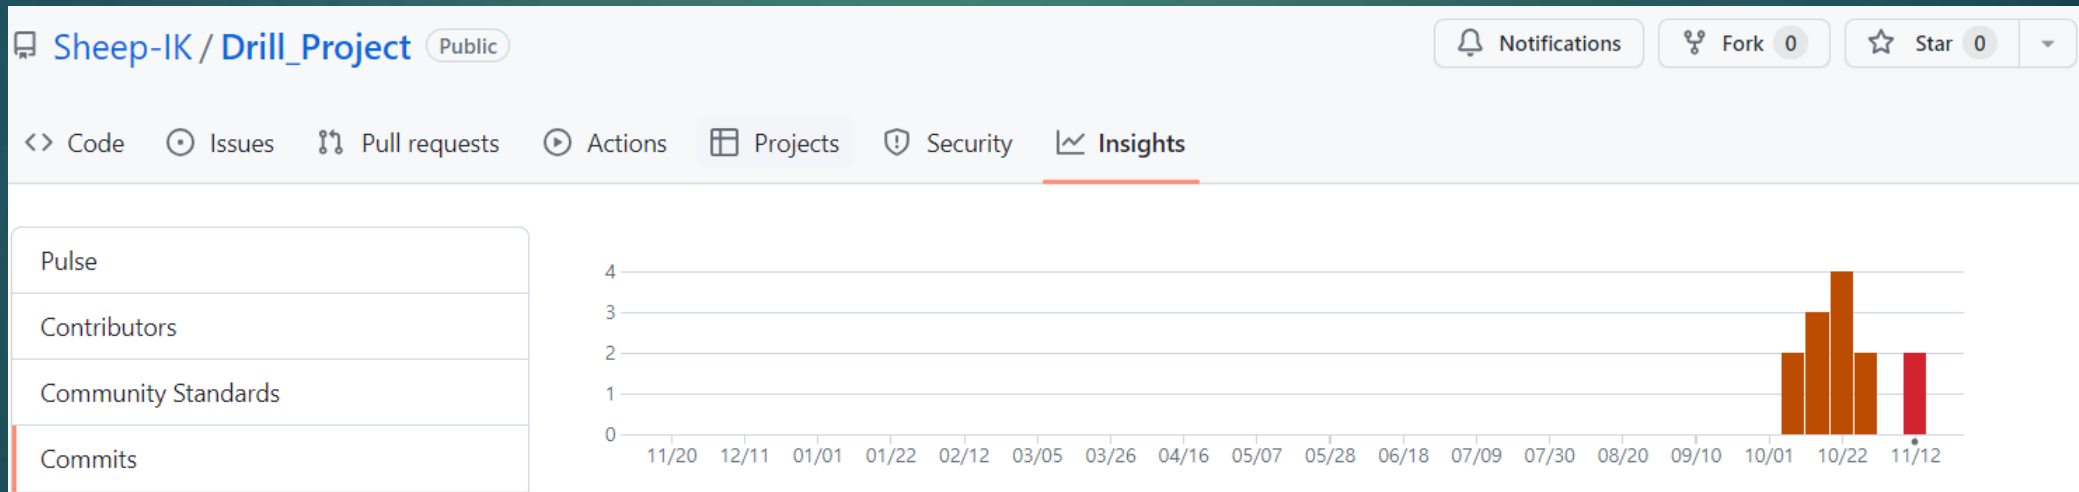 Sheep-IK / Drill_Project Public Notifications Fork 0 Star 0
Code Issues Pull requests Actions Projects Security Insights
Pulse
Contributors
Community Standards
Commits
4
3
2
1
0
11/20 12/11 01/01 01/22 02/12 03/05 03/26 04/16 05/07 05/28 06/18 07/09 07/30 08/20 09/10 10/01 10/22 11/12